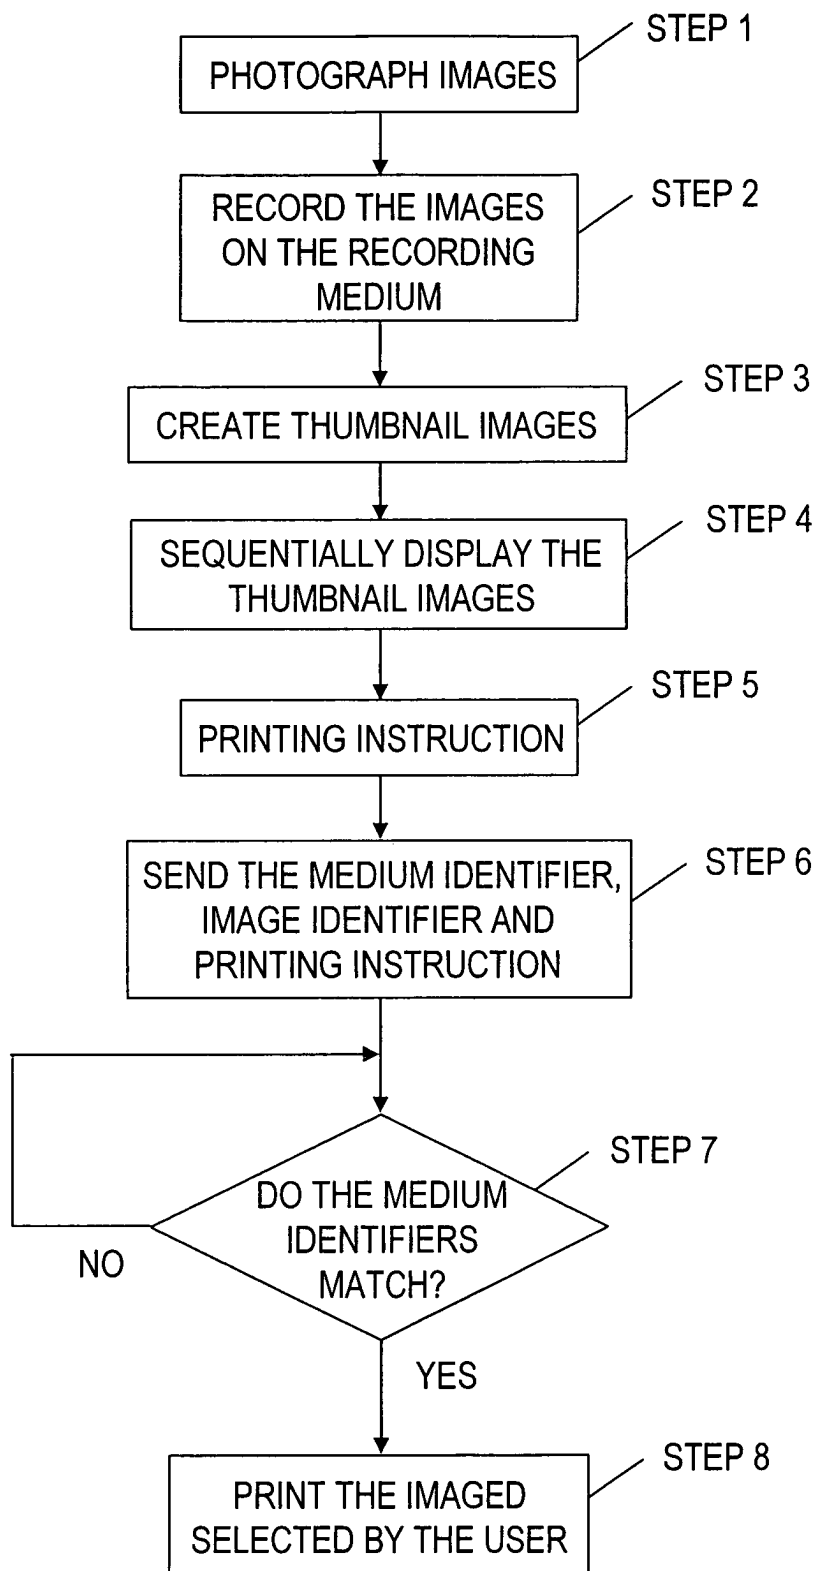 STEP 1
PHOTOGRAPH IMAGES
STEP 2
RECORD THE IMAGES
ON THE RECORDING
MEDIUM
STEP 3
CREATE THUMBNAIL IMAGES
STEP 4
SEQUENTIALLY DISPLAY THE
THUMBNAIL IMAGES
STEP 5
PRINTING INSTRUCTION
STEP 6
SEND THE MEDIUM IDENTIFIER,
IMAGE IDENTIFIER AND
PRINTING INSTRUCTION
STEP 7
DO THE MEDIUM
IDENTIFIERS
MATCH?
NO
YES
STEP 8
PRINT THE IMAGED
SELECTED BY THE USER